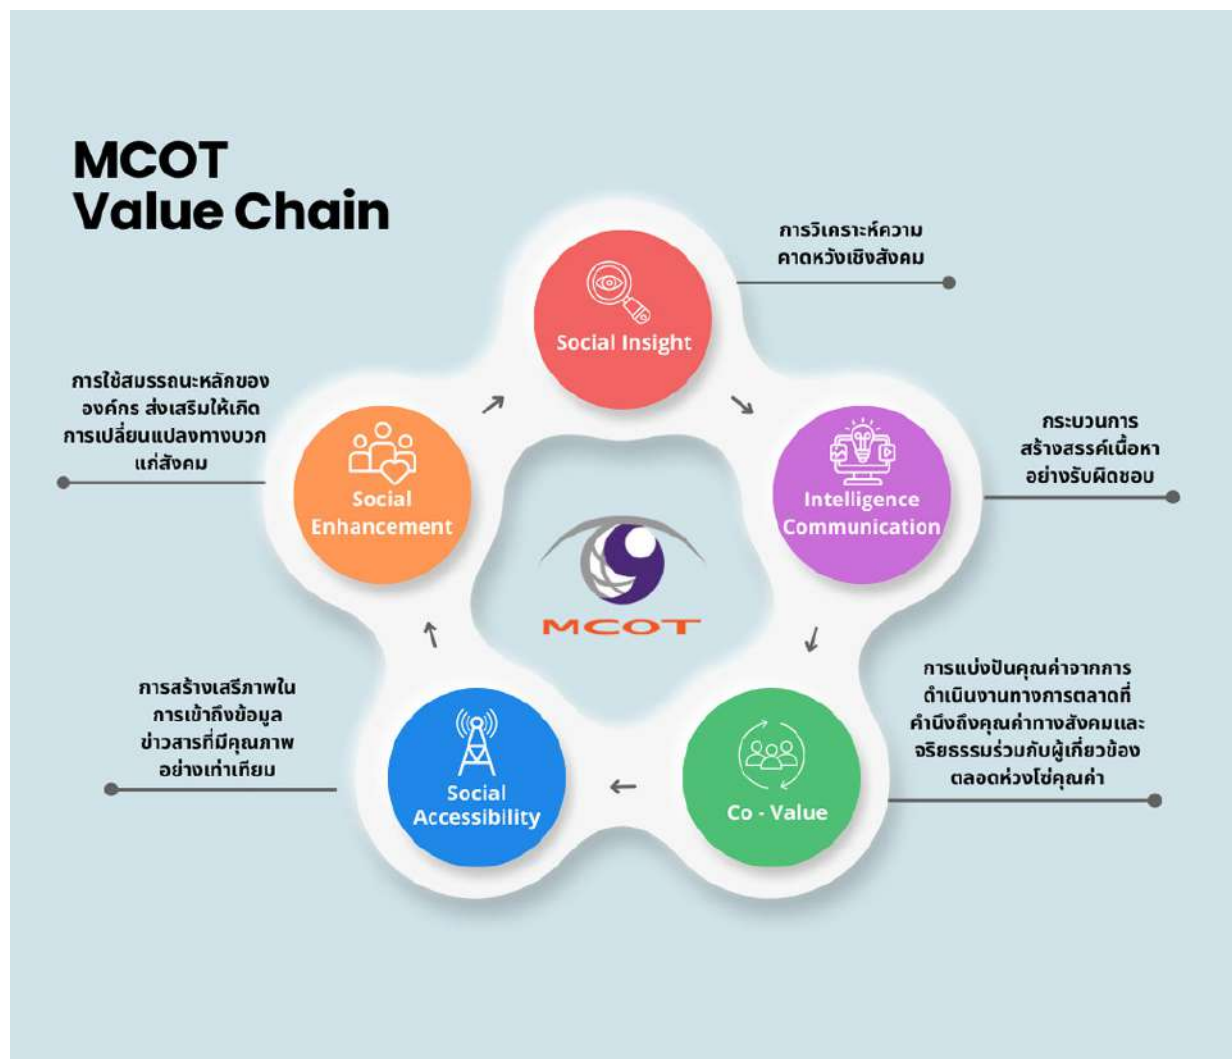 MCOT
Value Chain
การวิเคราะห์ความ
คาดหวังเชิงสังคม
Social Insight
การใช้สมรรถนะหลักของ
องค์กร ส่งเสริมให้เกิด
การเปลี่ยนแปลงทางบวก
แก่สังคม
Social
Enhancement
กระบวนการ
สร้างสรรค์เนื้อหา
อย่างรับผิดชอบ
Intelligence
Communication
MCOT
การสร้างเสรีภาพใน
การเข้าถึงข้อมูล
ข่าวสารที่มีคุณภาพ
อย่างเท่าเทียม
Social
Accessibility
การแบ่งปันคุณค่าจากการ
ดำเนินงานทางการตลาดที่
คำนึงถึงคุณค่าทางสังคมและ
จริยธรรมร่วมกับผู้เกี่ยวข้อง
ตลอดห่วงโซ่คุณค่า
Co - Value